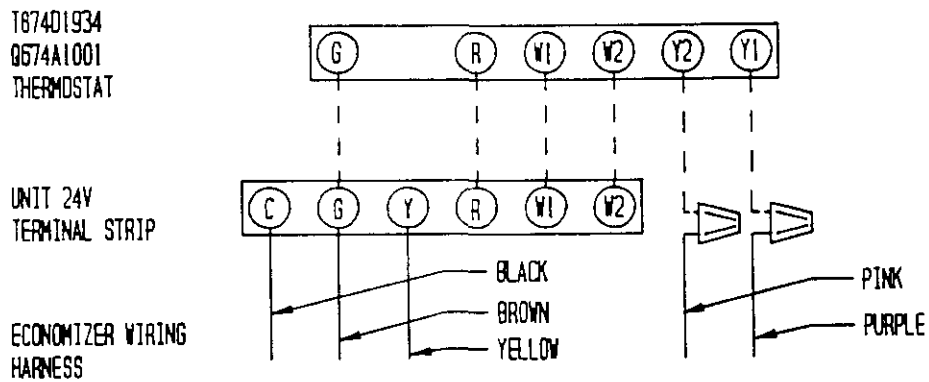 T874D1934
Q674A1001
THERMOSTAT
G R W1 W2 Y2 Y1
UNIT 24V
TERMINAL STRIP
C G Y R W1 W2
BLACK
BROWN
YELLOW
PINK
PURPLE
ECONOMIZER WIRING
HARNESS